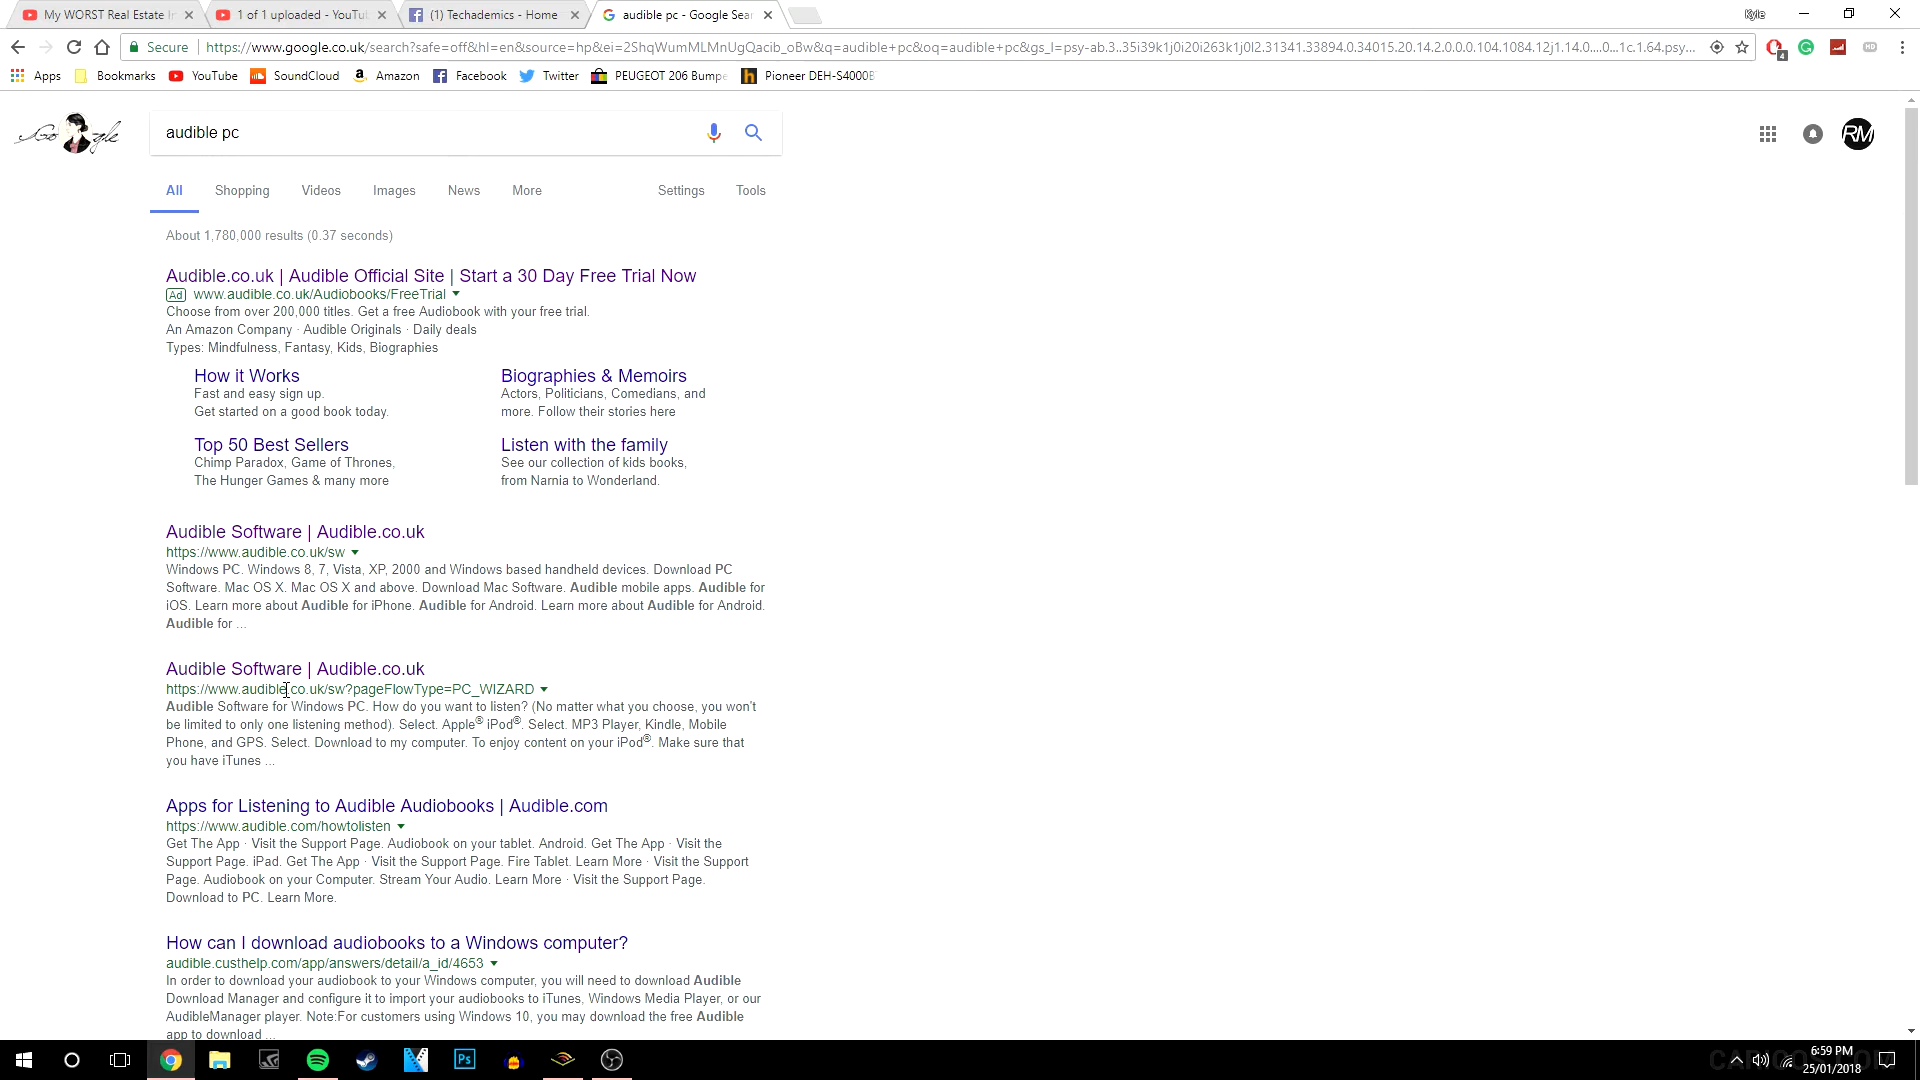 My WORST Real Estate In
1 of 1 uploaded - YouTu
(1) Techademics - Home
audible pc - Google Sear
Kyle
Secure
https://www.google.co.uk/search?safe=off&hl=en&source=hp&ei=2ShqWumMLMnUgQacib_oBw&q=audible+pc&oq=audible+pc&gs_l=psy-ab.3..35i39k1j0i20i263k1j0l2.31341.33894.0.34015.20.14.2.0.0.0.104.1084.12j1.14.0....0...1c.1.64.psy...
4
HD
Apps
Bookmarks
YouTube
SoundCloud
Amazon
Facebook
Twitter
PEUGEOT 206 Bumpe
Pioneer DEH-S4000B
audible pc
RM
All
Shopping
Videos
Images
News
More
Settings
Tools
About 1,780,000 results (0.37 seconds)
Audible.co.uk | Audible Official Site | Start a 30 Day Free Trial Now
Ad www.audible.co.uk/Audiobooks/FreeTrial
Choose from over 200,000 titles. Get a free Audiobook with your free trial.
An Amazon Company · Audible Originals · Daily deals
Types: Mindfulness, Fantasy, Kids, Biographies
How it Works
Fast and easy sign up.
Get started on a good book today.
Biographies & Memoirs
Actors, Politicians, Comedians, and
more. Follow their stories here
Top 50 Best Sellers
Chimp Paradox, Game of Thrones,
The Hunger Games & many more
Listen with the family
See our collection of kids books,
from Narnia to Wonderland.
Audible Software | Audible.co.uk
https://www.audible.co.uk/sw
Windows PC. Windows 8, 7, Vista, XP, 2000 and Windows based handheld devices. Download PC
Software. Mac OS X. Mac OS X and above. Download Mac Software. Audible mobile apps. Audible for
iOS. Learn more about Audible for iPhone. Audible for Android. Learn more about Audible for Android.
Audible for ...
Audible Software | Audible.co.uk
https://www.audible.co.uk/sw?pageFlowType=PC_WIZARD
Audible Software for Windows PC. How do you want to listen? (No matter what you choose, you won't
be limited to only one listening method). Select. Apple® iPod®. Select. MP3 Player, Kindle, Mobile
Phone, and GPS. Select. Download to my computer. To enjoy content on your iPod®. Make sure that
you have iTunes ...
Apps for Listening to Audible Audiobooks | Audible.com
https://www.audible.com/howtolisten
Get The App · Visit the Support Page. Audiobook on your tablet. Android. Get The App · Visit the
Support Page. iPad. Get The App · Visit the Support Page. Fire Tablet. Learn More · Visit the Support
Page. Audiobook on your Computer. Stream Your Audio. Learn More · Visit the Support Page.
Download to PC. Learn More.
How can I download audiobooks to a Windows computer?
audible.custhelp.com/app/answers/detail/a_id/4653
In order to download your audiobook to your Windows computer, you will need to download Audible
Download Manager and configure it to import your audiobooks to iTunes, Windows Media Player, or our
AudibleManager player. Note:For customers using Windows 10, you may download the free Audible
app to download ...
Ps
6:59 PM
25/01/2018